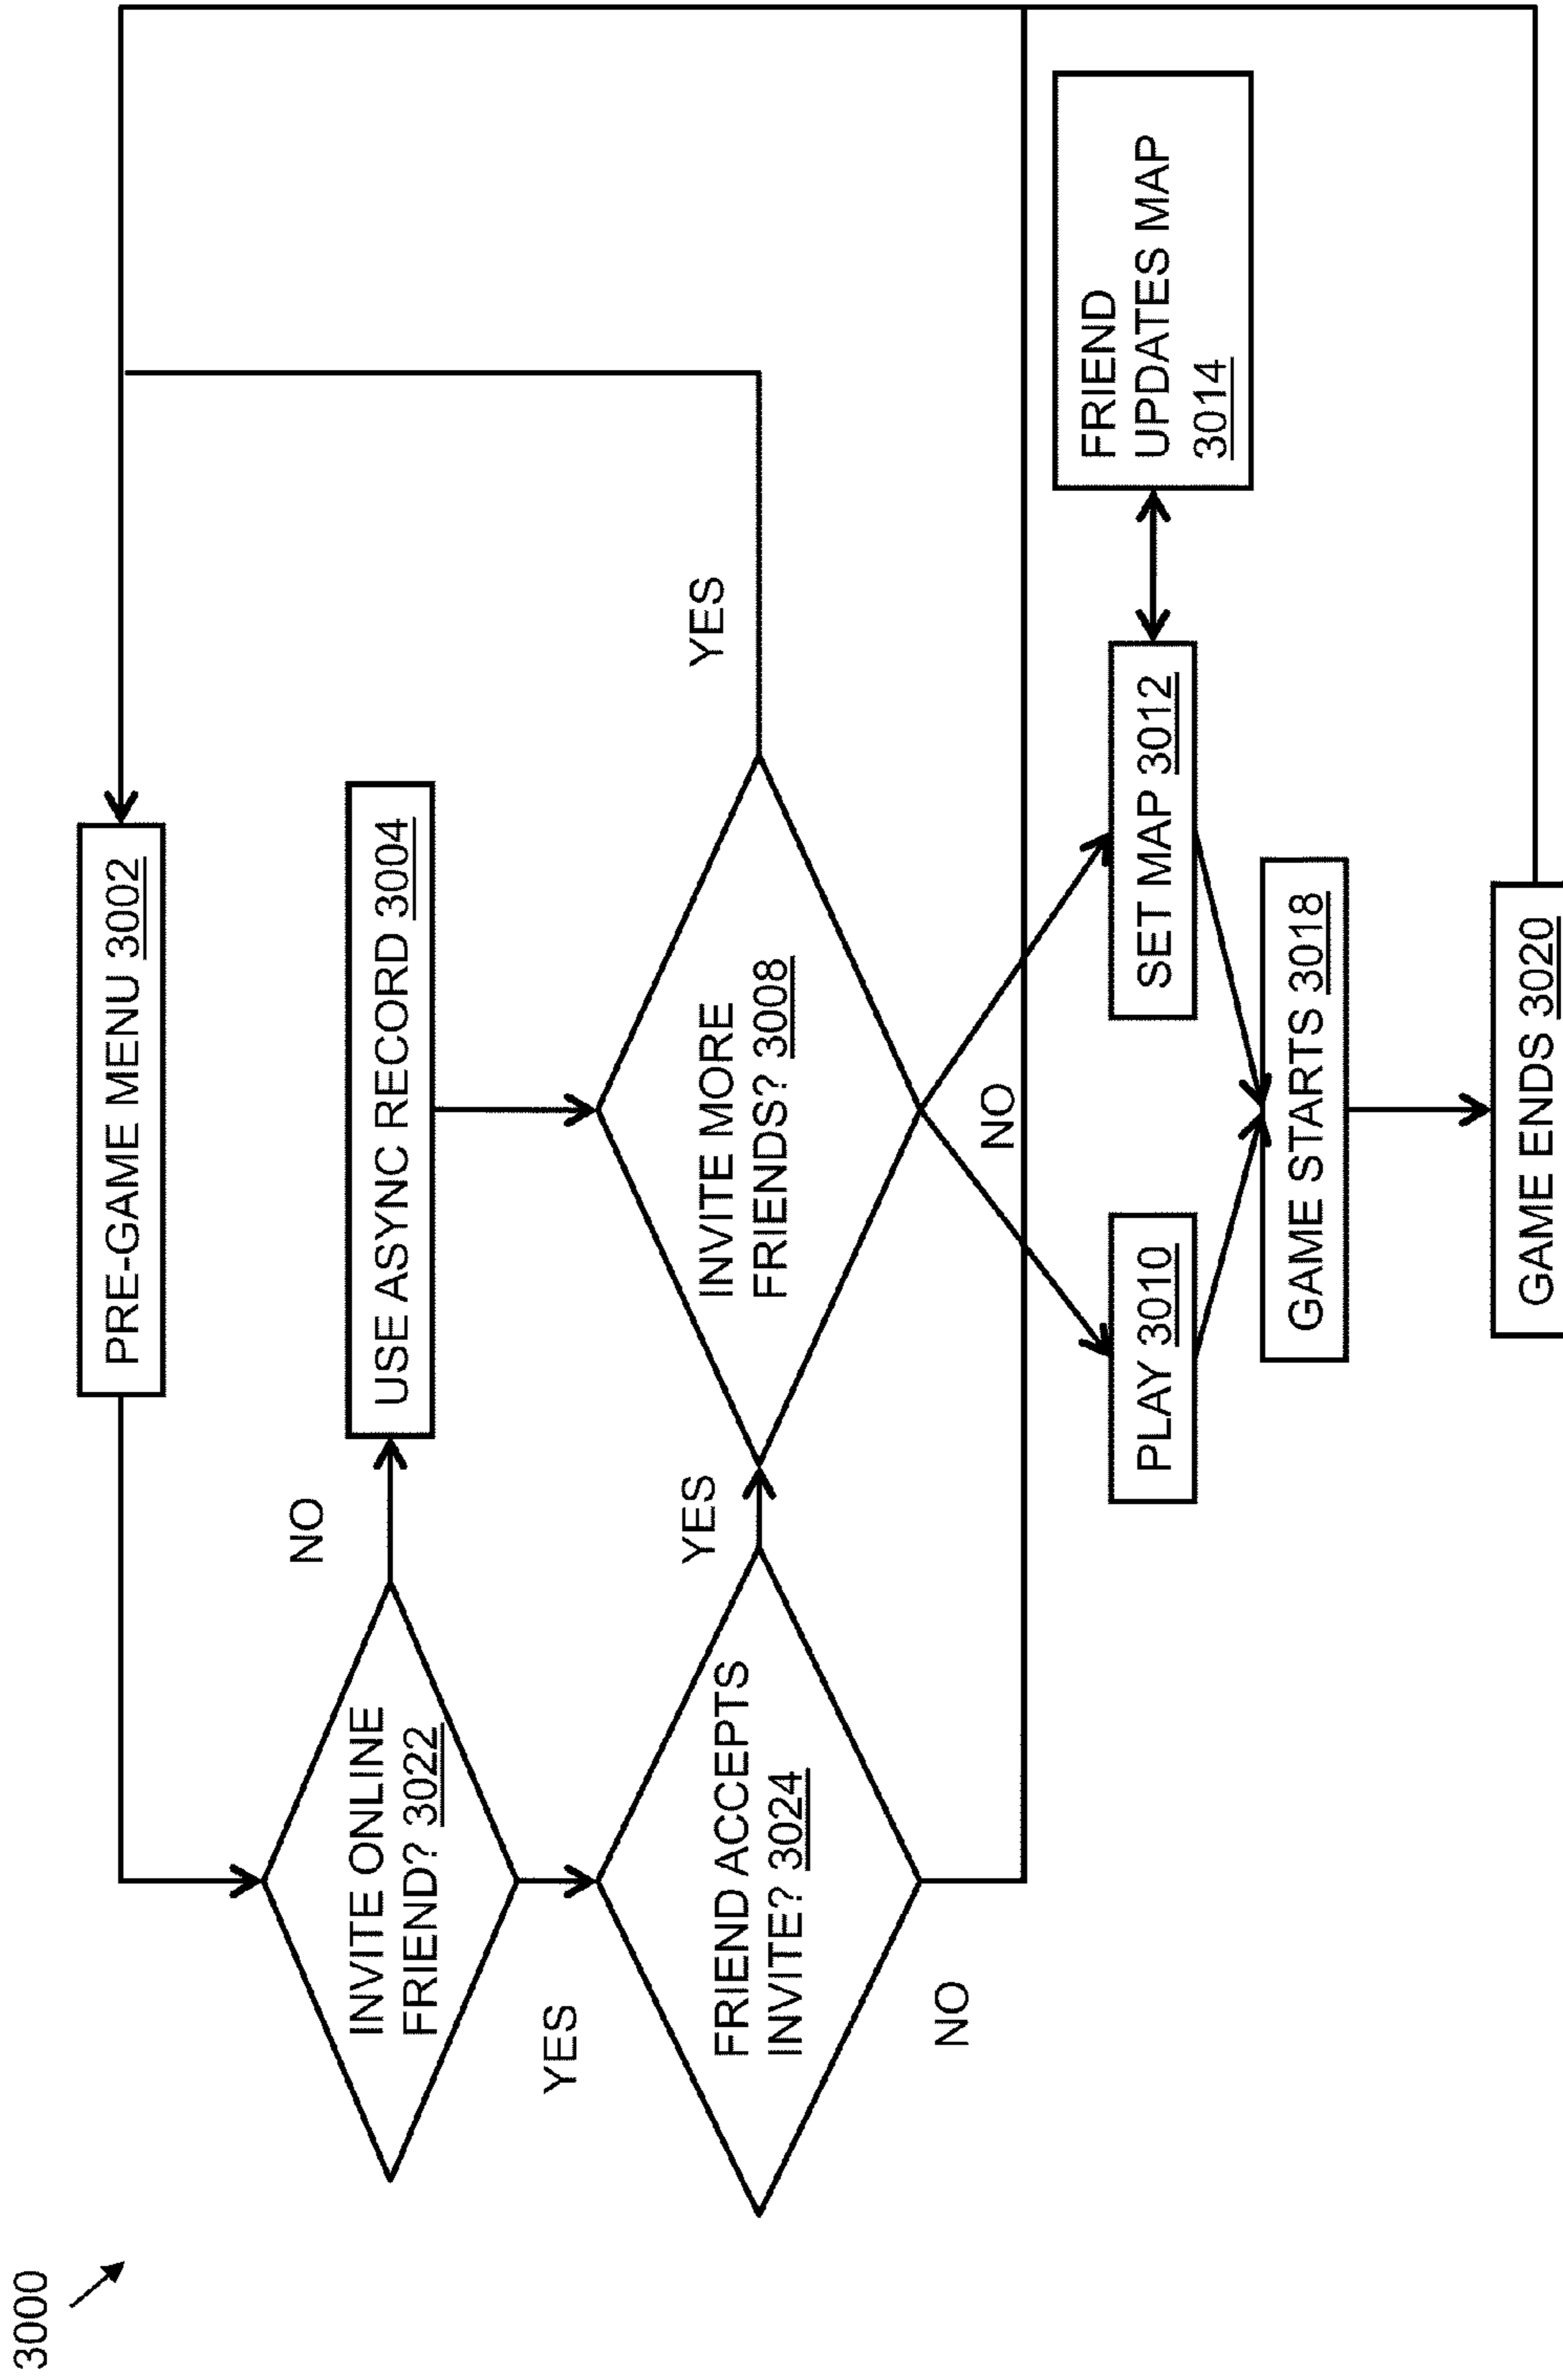 3000
PRE-GAME MENU 3002
NO
INVITE ONLINE
FRIEND? 3022
USE ASYNC RECORD 3004
YES
FRIEND ACCEPTS
INVITE? 3024
YES
INVITE MORE
FRIENDS? 3008
YES
NO
NO
PLAY 3010
SET MAP 3012
FRIEND
UPDATES MAP
3014
GAME STARTS 3018
GAME ENDS 3020